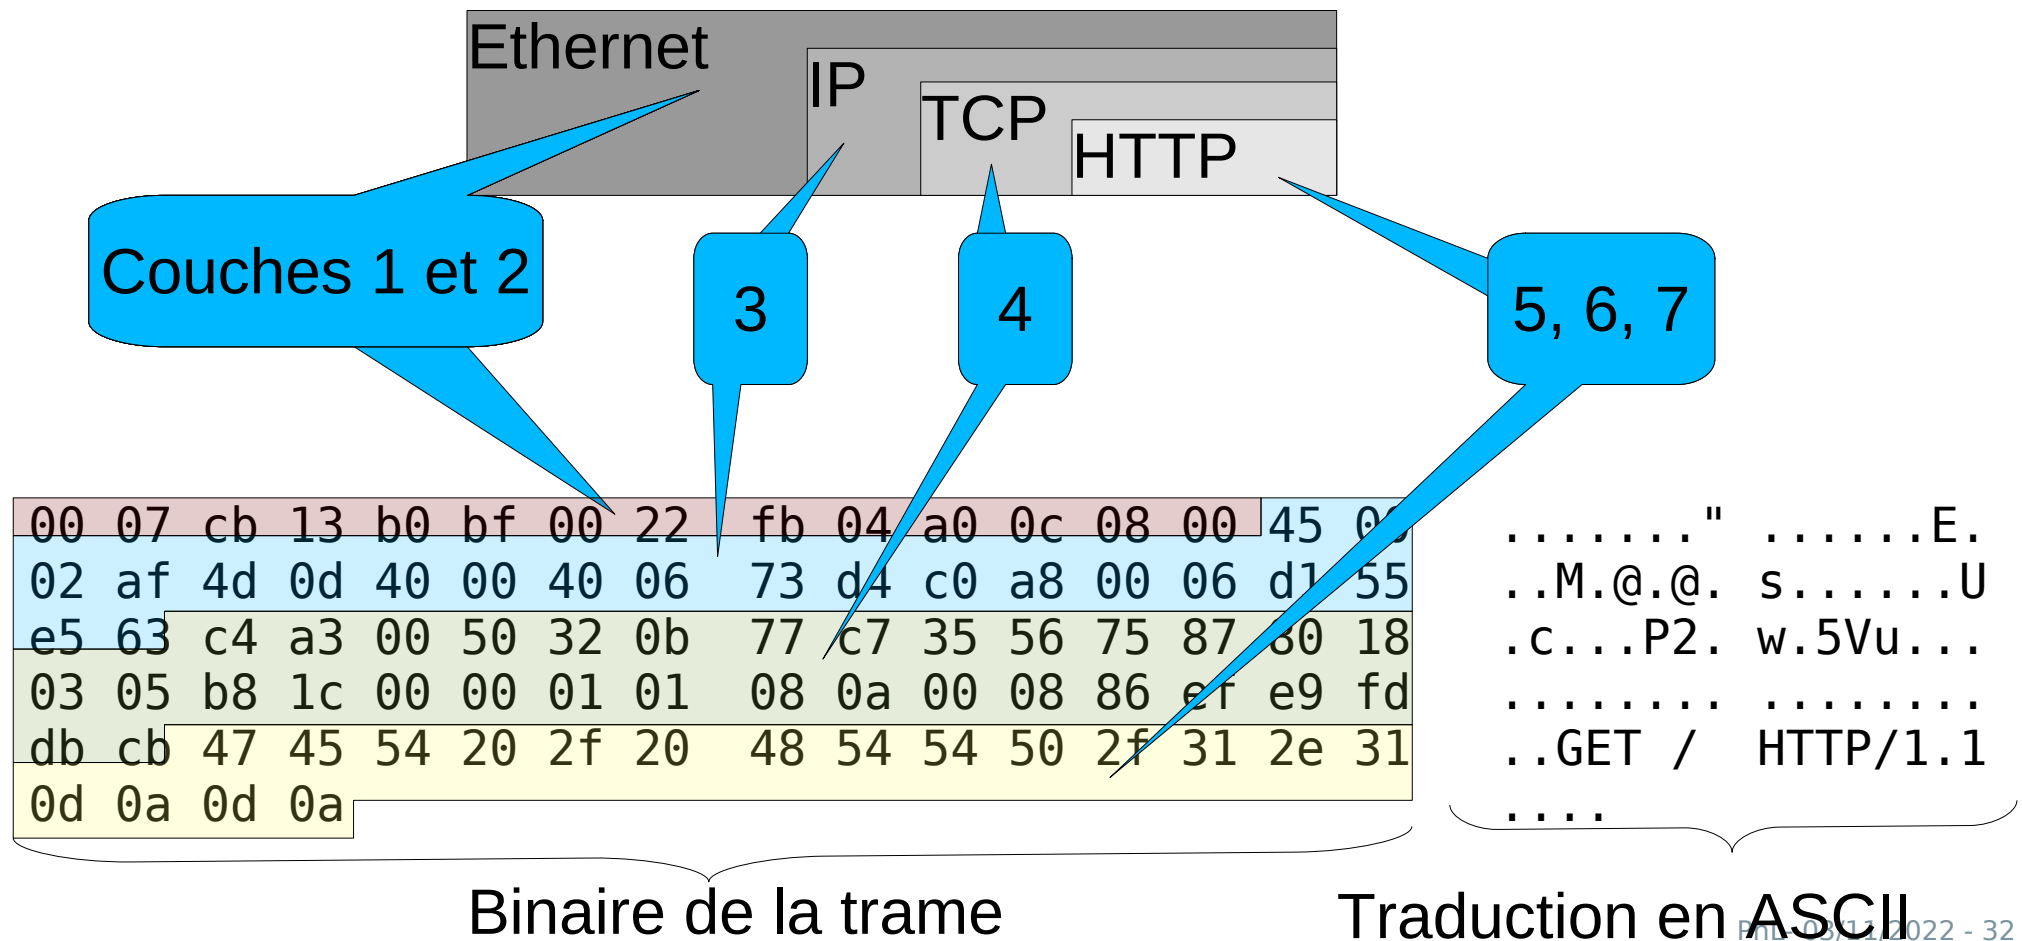 Ethernet
IP
TCP
HTTP
Couches 1 et 2
3
4
5, 6, 7
00 07 cb 13 b0 bf 00 22  fb 04 a0 0c 08 00 45 00  ......." ......E.
02 af 4d 0d 40 00 40 06  73 d4 c0 a8 00 06 d1 55  ..M.@.@. s......U
e5 63 c4 a3 00 50 32 0b  77 c7 35 56 75 87 80 18  .c...P2. w.5Vu...
03 05 b8 1c 00 00 01 01  08 0a 00 08 86 ef e9 fd  ........ ........
db cb 47 45 54 20 2f 20  48 54 54 50 2f 31 2e 31  ..GET /  HTTP/1.1
0d 0a 0d 0a  ....
Binaire de la trame
Traduction en ASCII
PhL- 03/11/2022 - 32